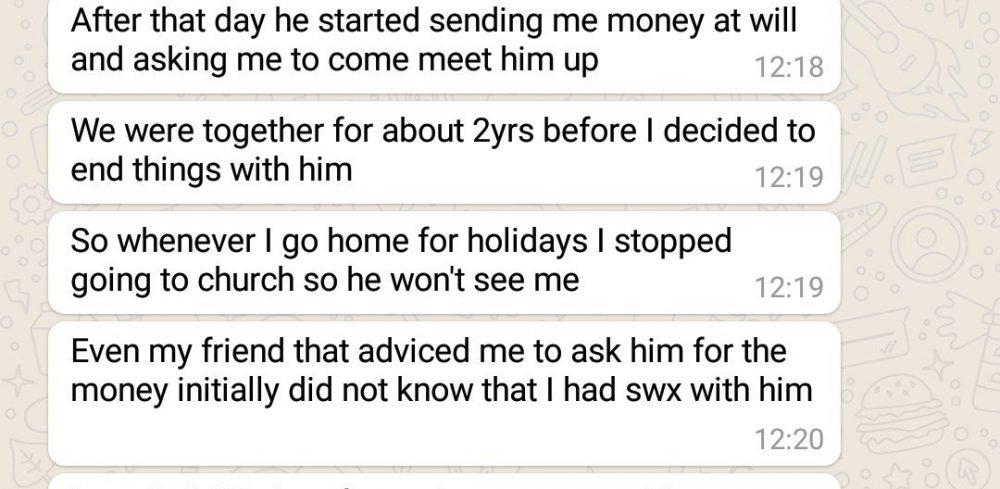 After that day he started sending me money at will
and asking me to come meet him up
12:18
We were together for about 2yrs before I decided to
end things with him
12:19
So whenever I go home for holidays I stopped
going to church so he won't see me
12:19
Even my friend that adviced me to ask him for the
money initially did not know that I had swx with him
12:20